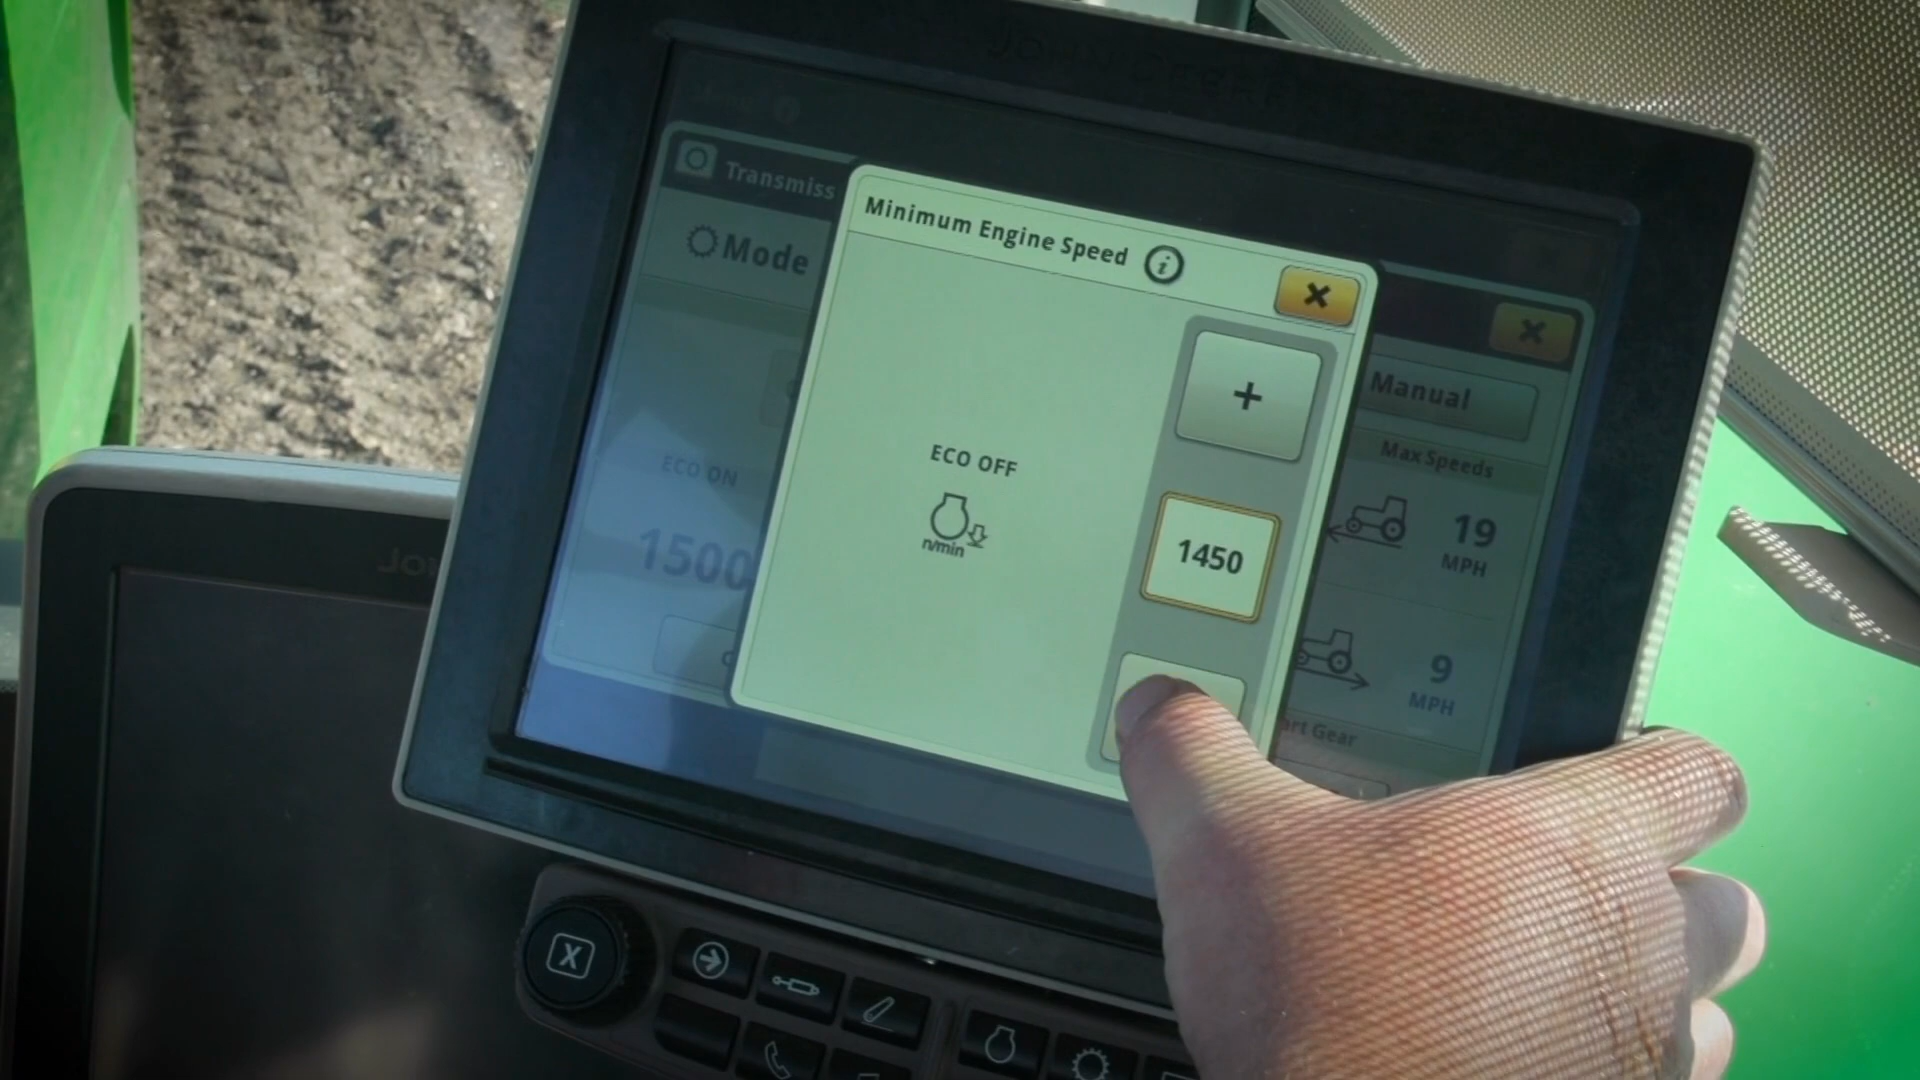 Transmiss
Minimum Engine Speed
i
Mode
+
Manual
Max Speeds
ECO ON
ECO OFF
19
MPH
n/min
1450
1500
9
MPH
art Gear
X